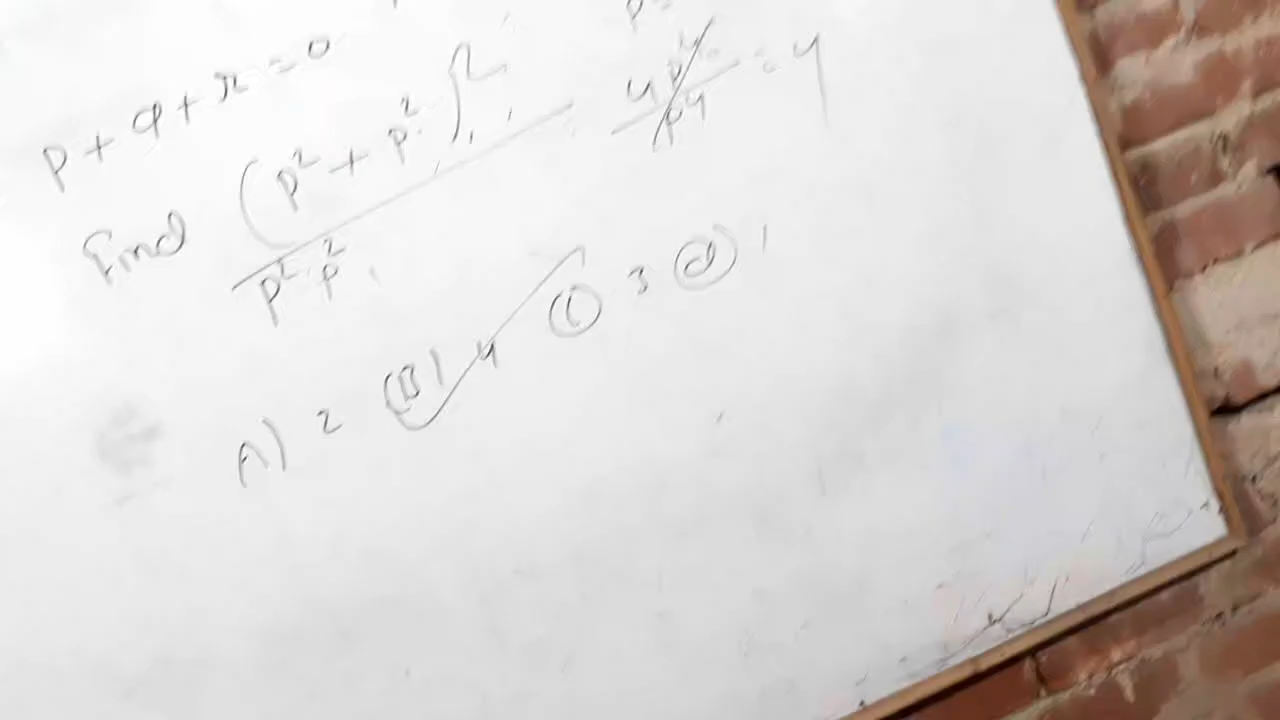 p + q + r = 0
p =
Find (p² + p²)² / p² · p²
4p⁴ / p⁴ = 4
A) 2 (B) 4 (C) 3 (d) 1